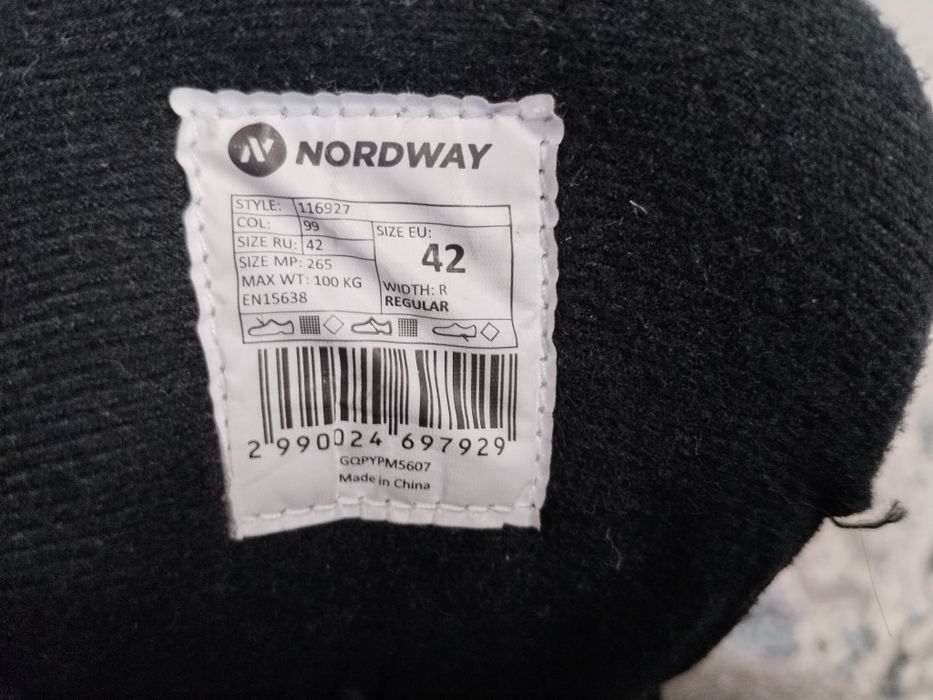 NORDWAY
STYLE: 116927
COL: 99
SIZE RU: 42
SIZE EU:
42
SIZE MP: 265
MAX WT: 100 KG
EN15638
WIDTH: R
REGULAR
2 990024 697929
GQPYPM5607
Made in China